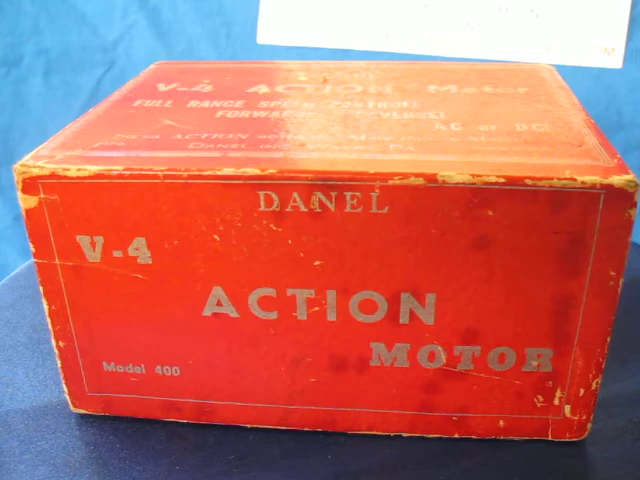 V-4 ACTION Motor
FULL RANGE SPEED CONTROL!
FORWARD REVERSE!
AC or DC
ACTION
DANEL
DANEL
V-4
ACTION
MOTOR
Model 400